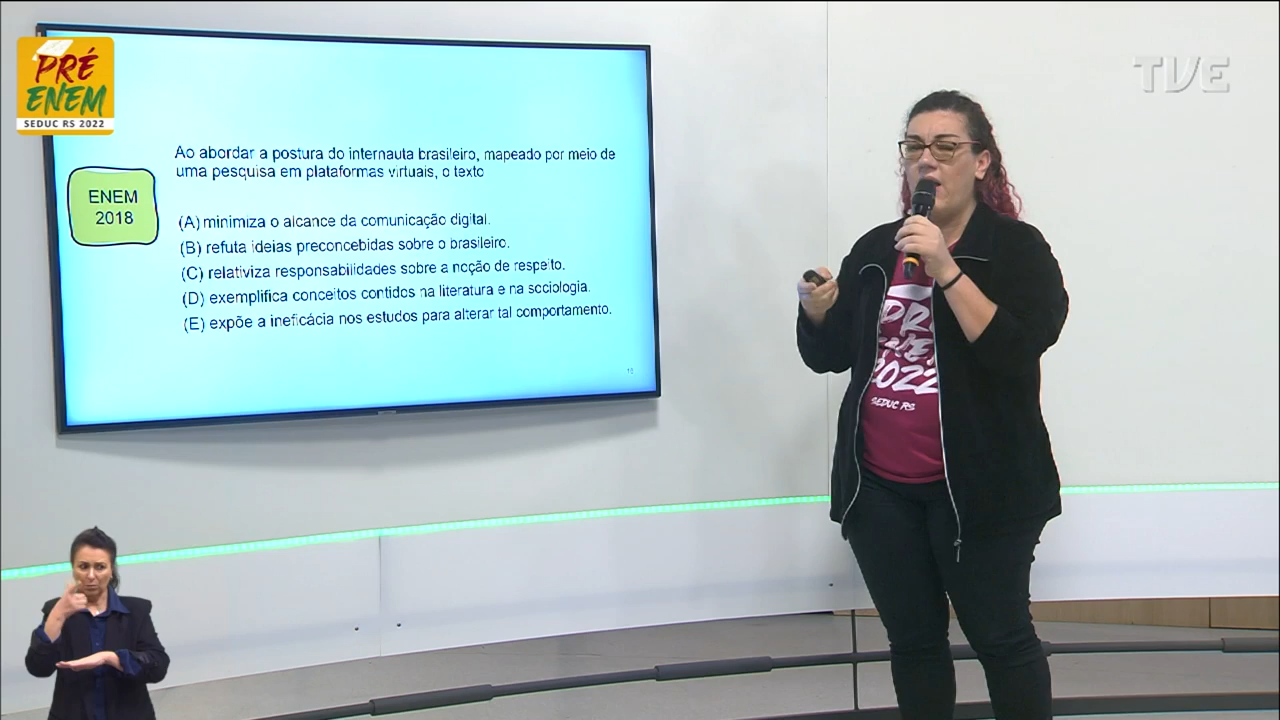 PRÉ
ENEM
SEDUC RS 2022
TVE
Ao abordar a postura do internauta brasileiro, mapeado por meio de
uma pesquisa em plataformas virtuais, o texto
ENEM
2018
(A) minimiza o alcance da comunicação digital.
(B) refuta ideias preconcebidas sobre o brasileiro.
(C) relativiza responsabilidades sobre a noção de respeito.
(D) exemplifica conceitos contidos na literatura e na sociologia.
(E) expõe a ineficácia nos estudos para alterar tal comportamento.
2022
SEDUC RS